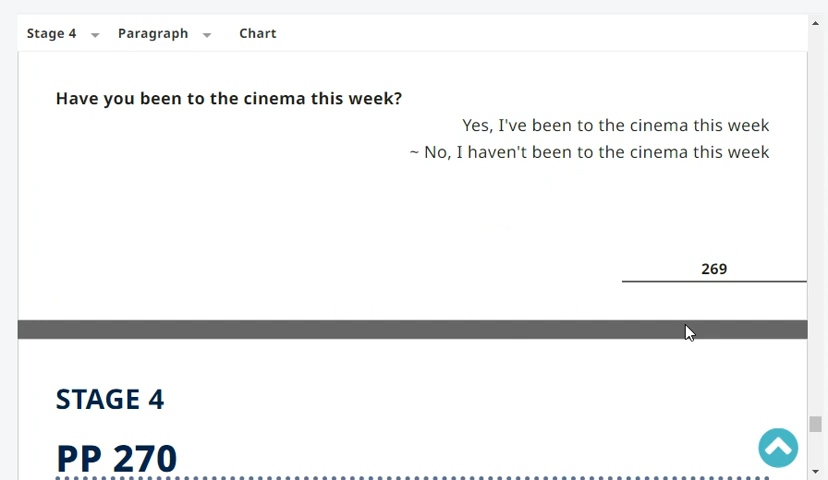 Stage 4 Paragraph Chart
Have you been to the cinema this week?
Yes, I've been to the cinema this week
~ No, I haven't been to the cinema this week
269
STAGE 4
PP 270